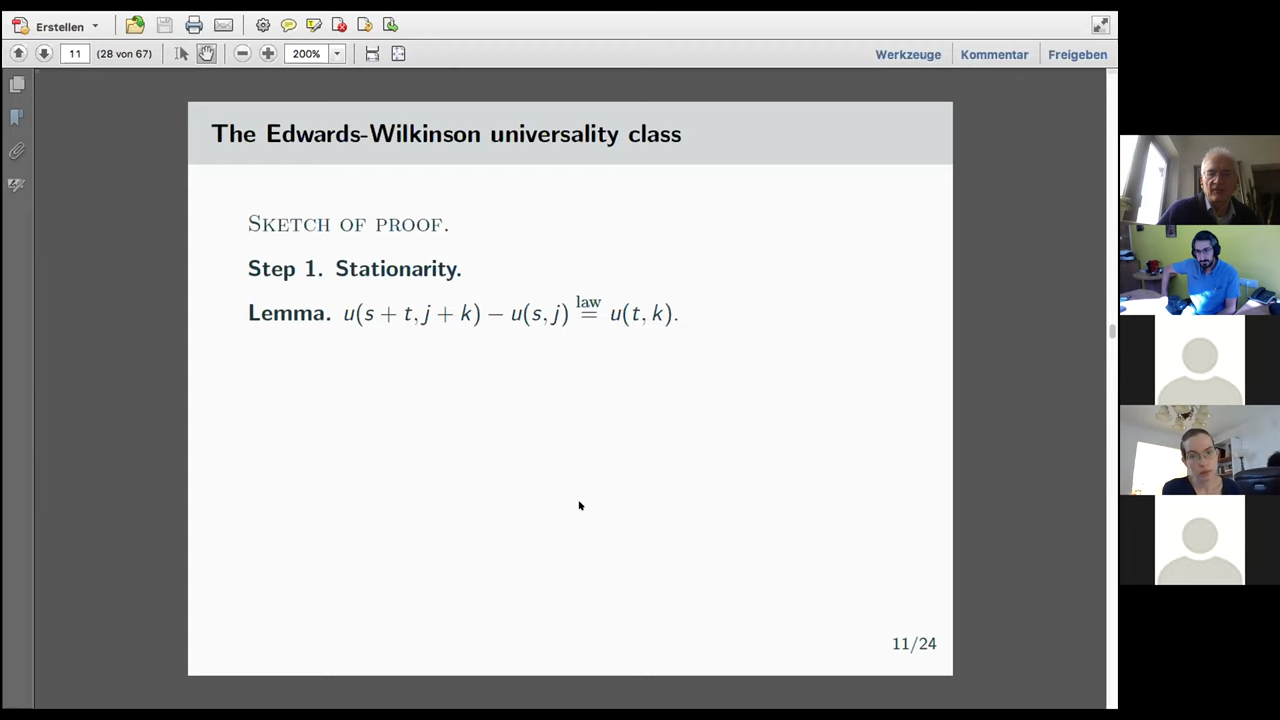 Erstellen
11 (28 von 67) 200% Werkzeuge Kommentar Freigeben
The Edwards-Wilkinson universality class
Sketch of proof.
Step 1. Stationarity.
Lemma. u(s + t, j + k) − u(s, j) law= u(t, k).
11/24